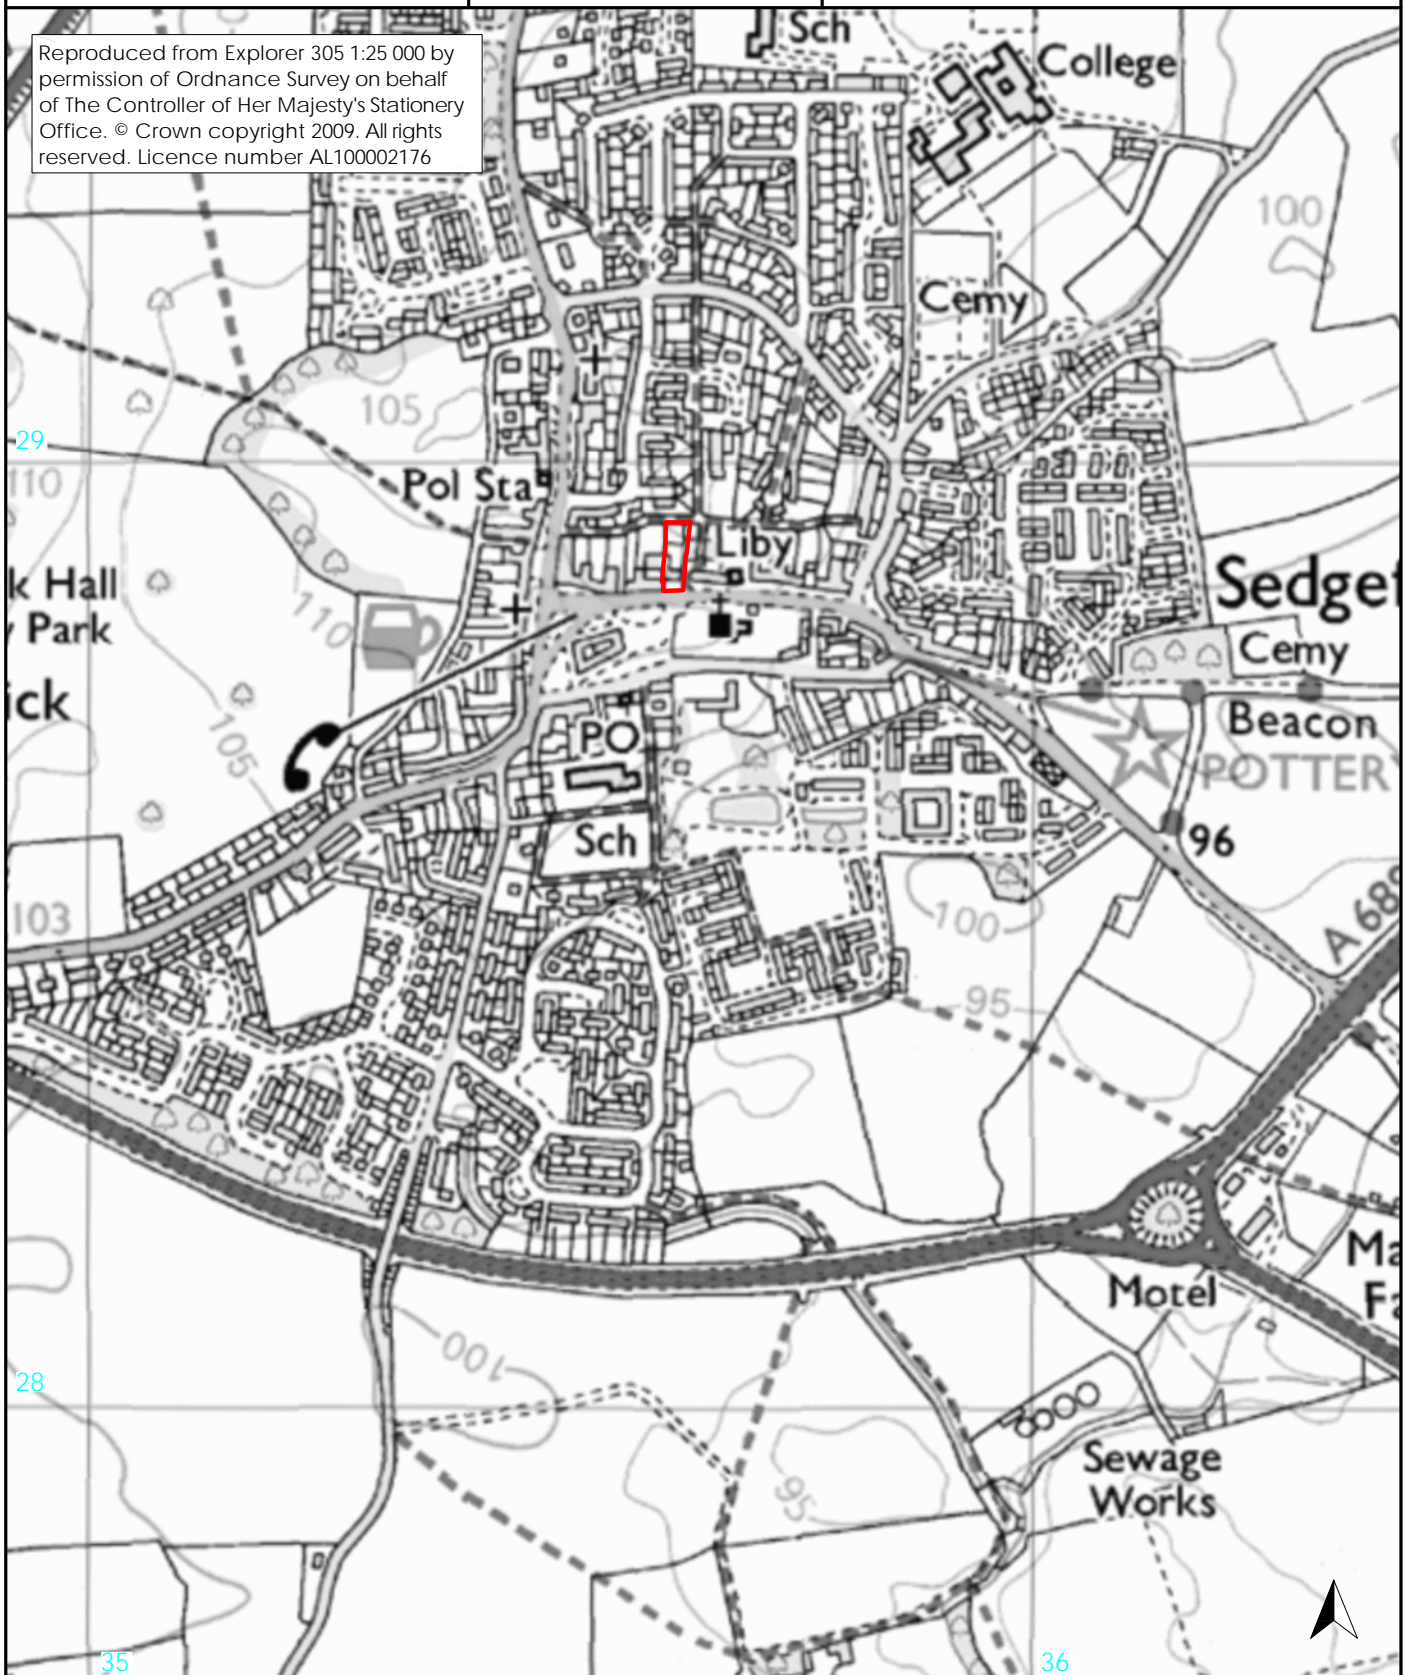 Reproduced from Explorer 305 1:25 000 by
permission of Ordnance Survey on behalf
of The Controller of Her Majesty's Stationery
Office. © Crown copyright 2009. All rights
reserved. Licence number AL100002176
Sch
College
100
Cemy
105
29
110
Pol Sta
Liby
k Hall
Park
110
Sedgef
Cemy
ick
105
PO
Beacon
POTTERY
Sch
96
103
100
A 689
95
Motel
Ma
Fa
100
28
95
Sewage
Works
35
36